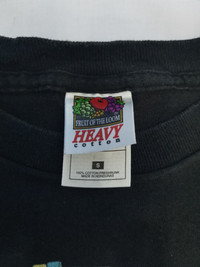 FRUIT OF THE LOOM
HEAVY
cotton
S
100% COTTON PRESHRUNK
MADE IN HONDURAS